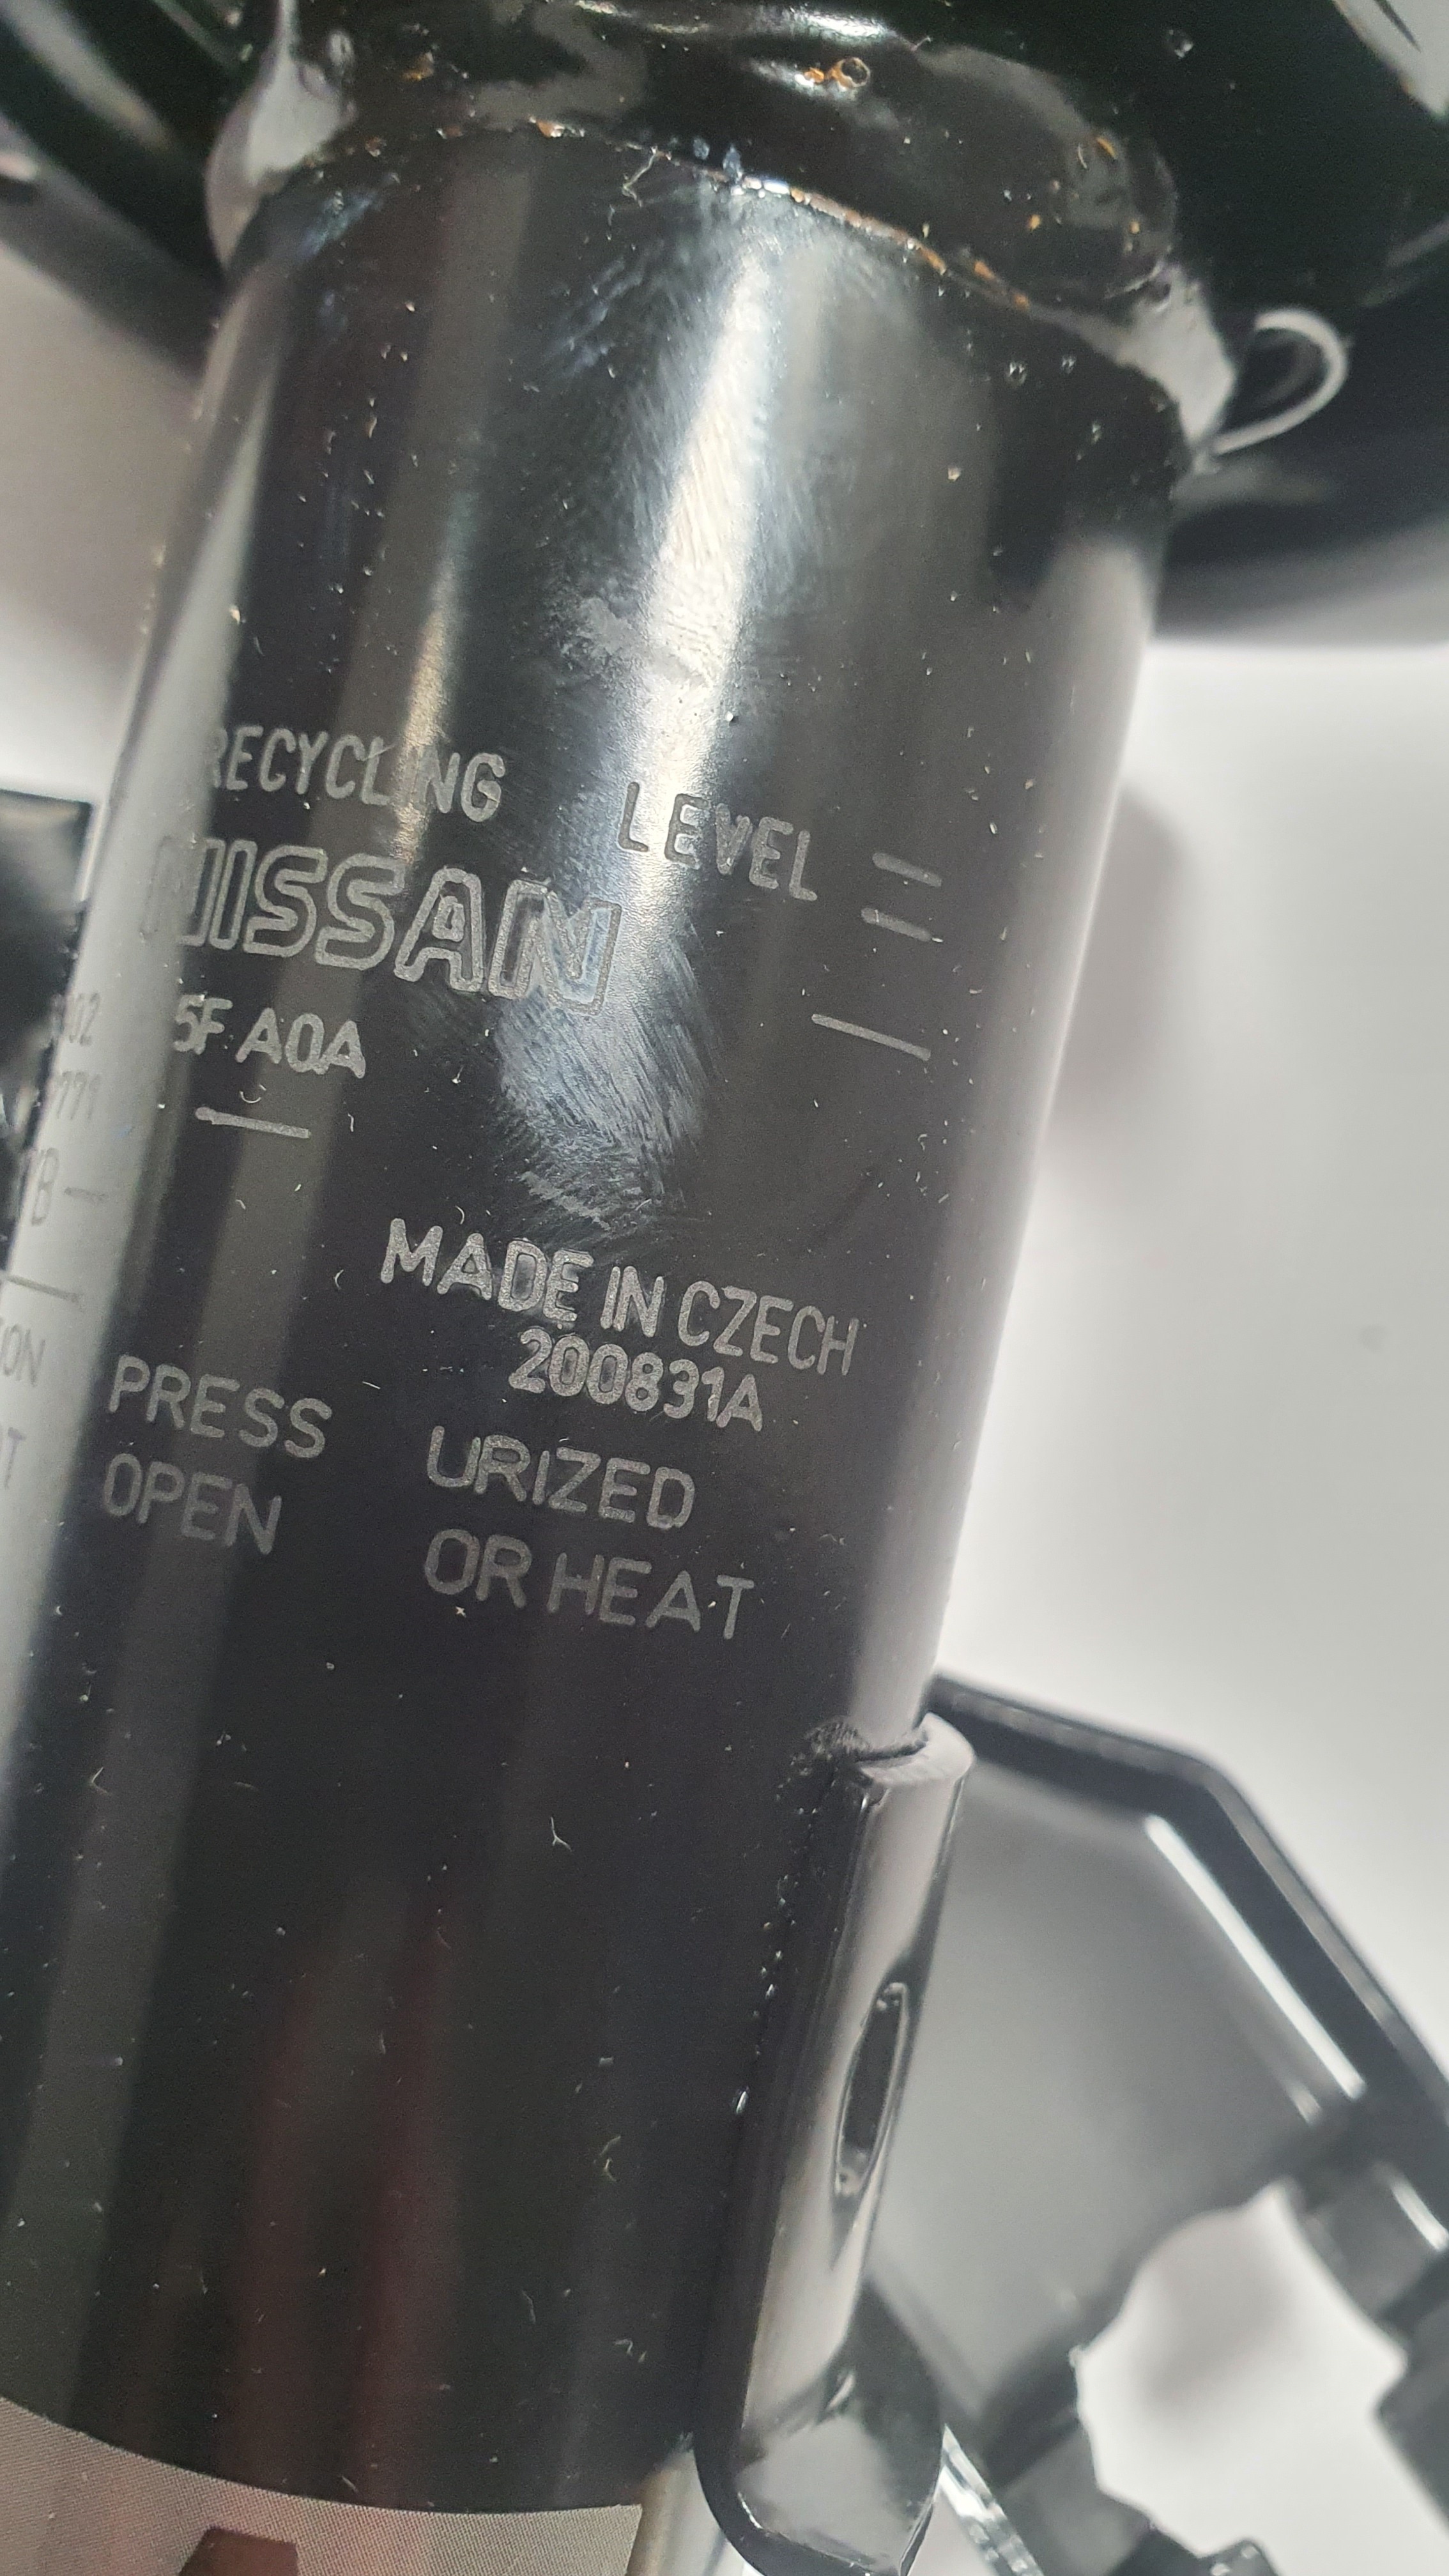 RECYCLING LEVEL
NISSAN
5F A0A
MADE IN CZECH
200831A
PRESS URIZED
OPEN OR HEAT